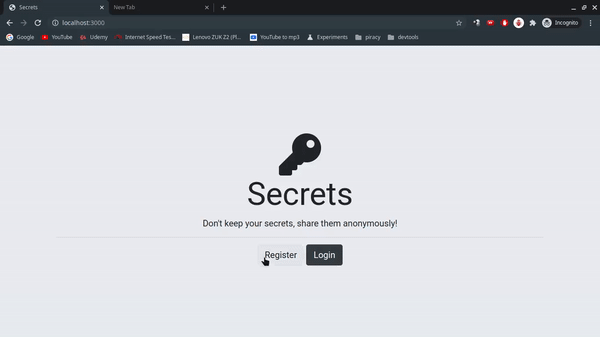 Secrets
New Tab
localhost:3000
Incognito
Google YouTube Udemy Internet Speed Tes... Lenovo ZUK Z2 (Pl... YouTube to mp3 Experiments piracy devtools
Secrets
Don't keep your secrets, share them anonymously!
Register Login